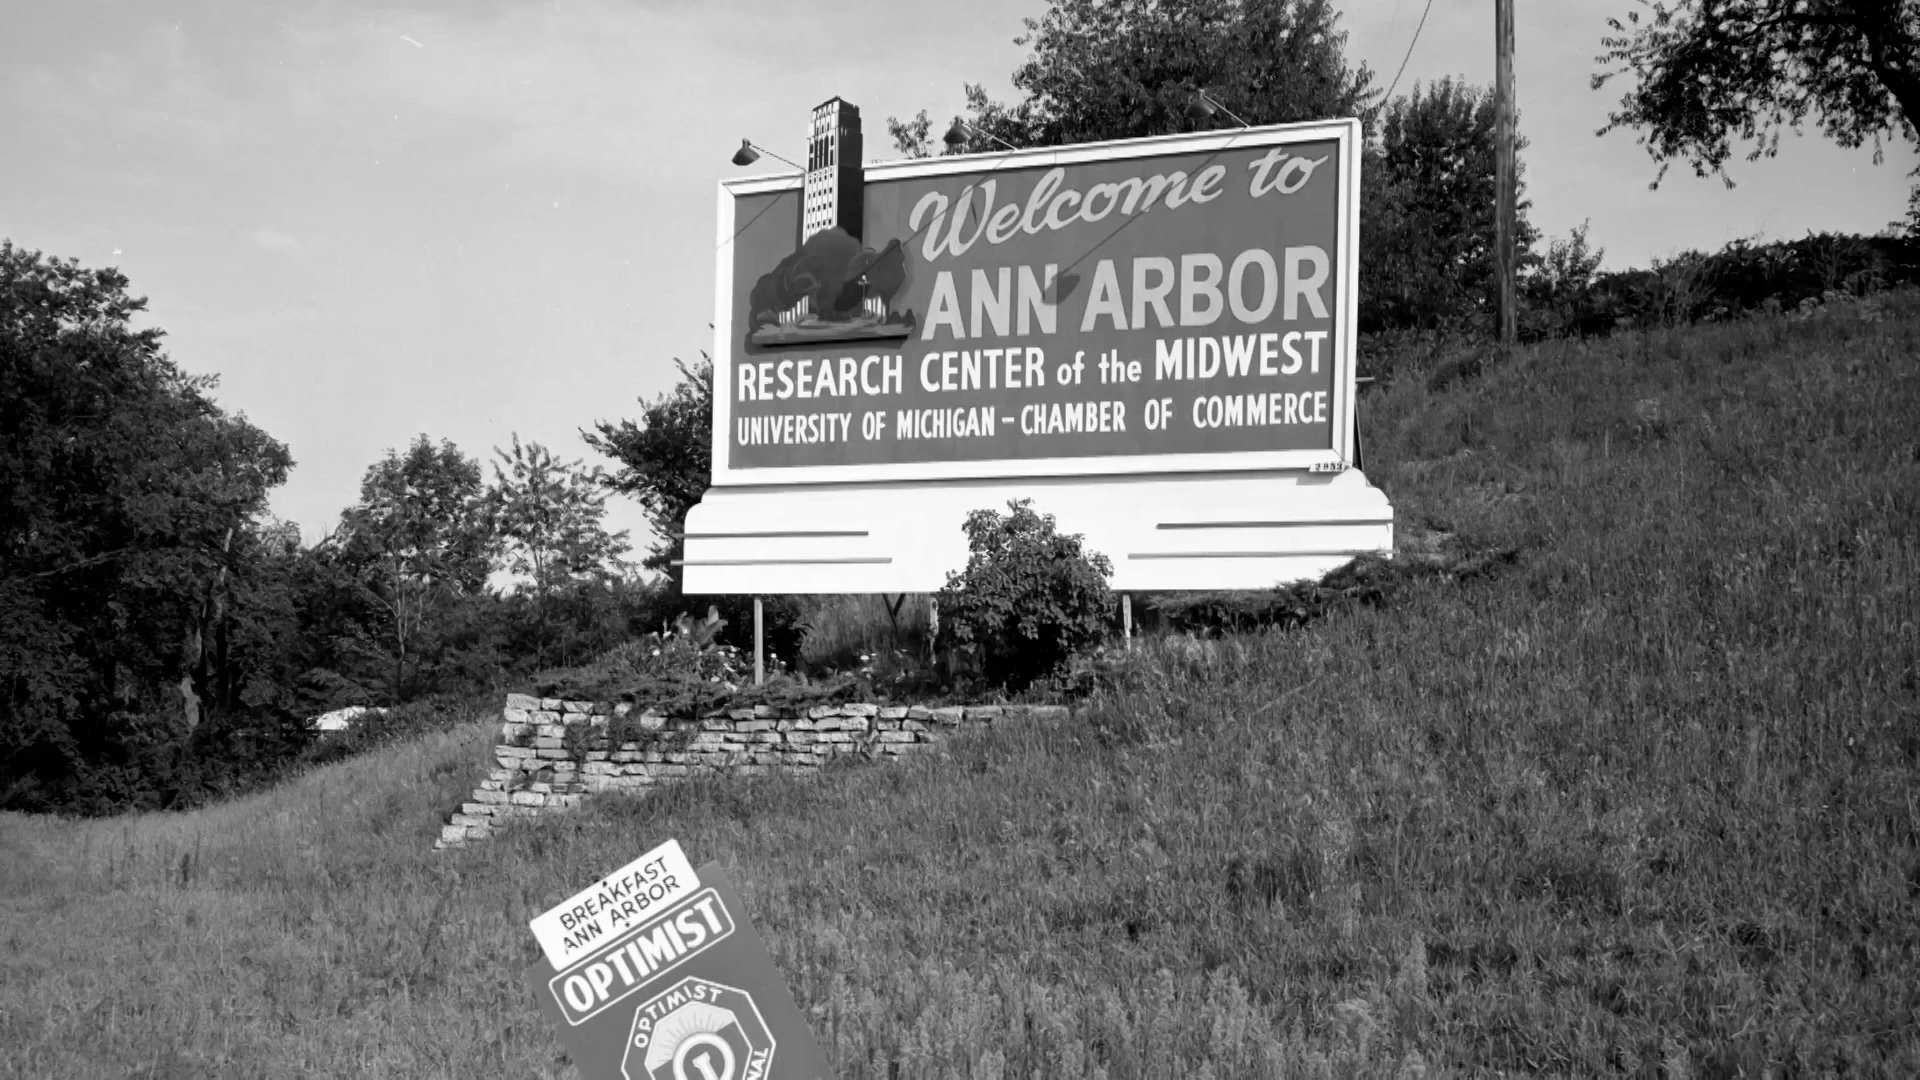 Welcome to
ANN ARBOR
RESEARCH CENTER of the MIDWEST
UNIVERSITY OF MICHIGAN - CHAMBER OF COMMERCE
2953
BREAKFAST
ANN ARBOR
OPTIMIST
OPTIMIST